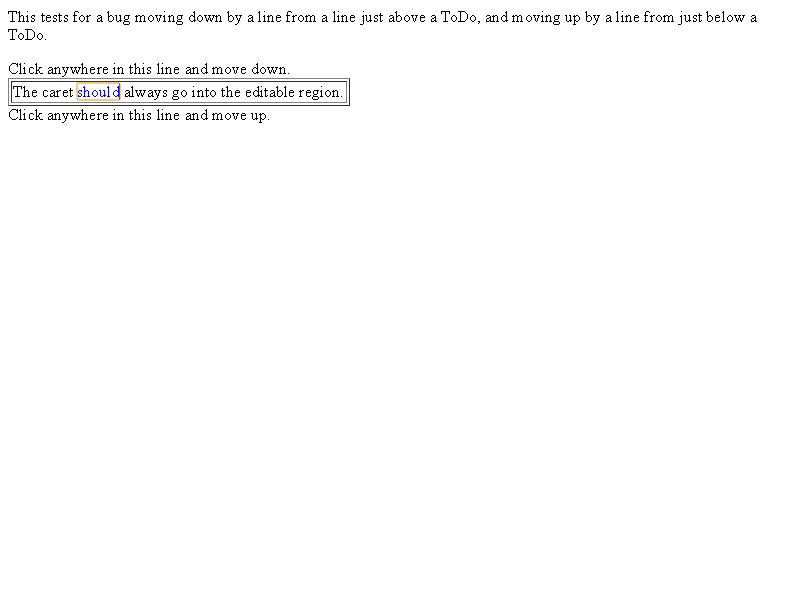 This tests for a bug moving down by a line from a line just above a ToDo, and moving up by a line from just below a
ToDo.
Click anywhere in this line and move down.
The caret should always go into the editable region.
Click anywhere in this line and move up.